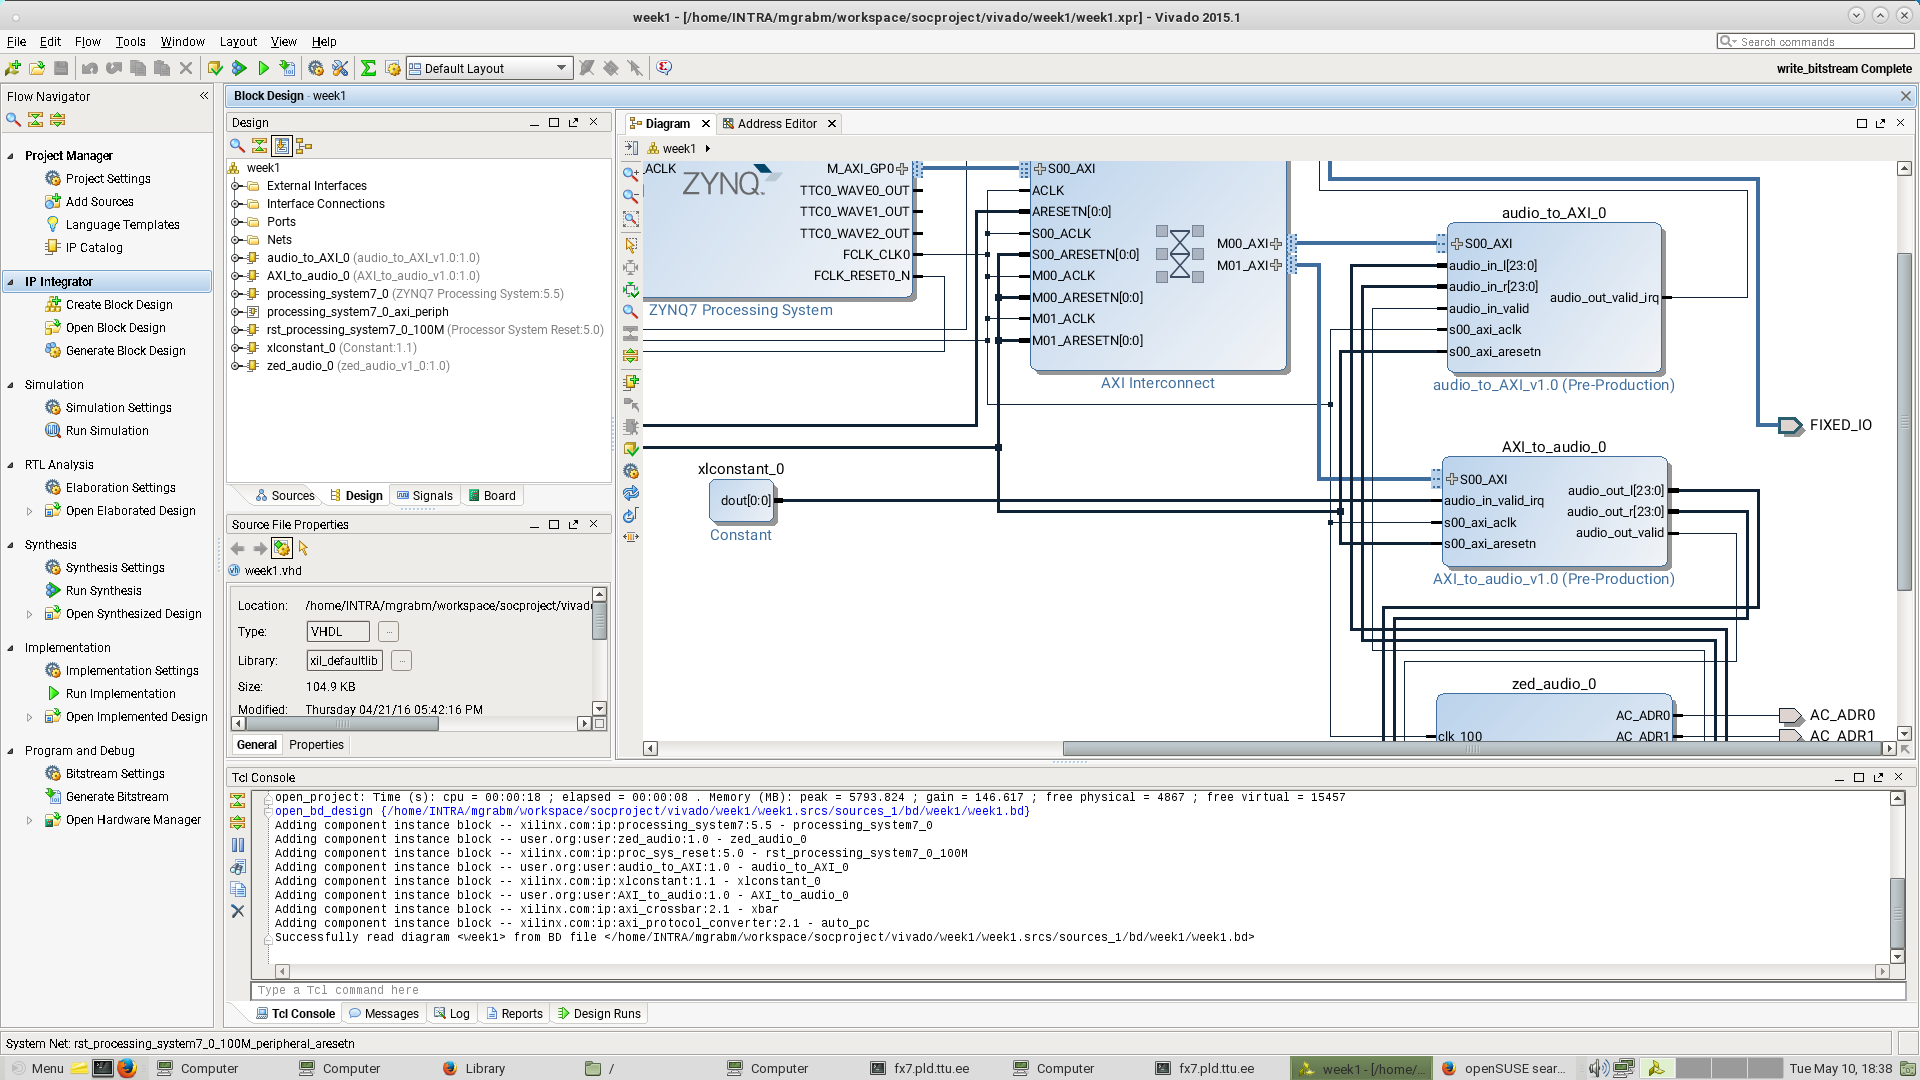 week1 - [/home/INTRA/mgrabm/workspace/socproject/vivado/week1/week1.xpr] - Vivado 2015.1
File Edit Flow Tools Window Layout View Help
Search commands
Default Layout
write_bitstream Complete
Flow Navigator
Project Manager
Project Settings
Add Sources
Language Templates
IP Catalog
IP Integrator
Create Block Design
Open Block Design
Generate Block Design
Simulation
Simulation Settings
Run Simulation
RTL Analysis
Elaboration Settings
Open Elaborated Design
Synthesis
Synthesis Settings
Run Synthesis
Open Synthesized Design
Implementation
Implementation Settings
Run Implementation
Open Implemented Design
Program and Debug
Bitstream Settings
Generate Bitstream
Open Hardware Manager
Block Design - week1
Design
week1
External Interfaces
Interface Connections
Ports
Nets
audio_to_AXI_0 (audio_to_AXI_v1.0:1.0)
AXI_to_audio_0 (AXI_to_audio_v1.0:1.0)
processing_system7_0 (ZYNQ7 Processing System:5.5)
processing_system7_0_axi_periph
rst_processing_system7_0_100M (Processor System Reset:5.0)
xlconstant_0 (Constant:1.1)
zed_audio_0 (zed_audio_v1_0:1.0)
Sources Design Signals Board
Source File Properties
week1.vhd
Location: /home/INTRA/mgrabm/workspace/socproject/vivado
Type: VHDL ...
Library: xil_defaultlib ...
Size: 104.9 KB
Modified: Thursday 04/21/16 05:42:16 PM
General Properties
Diagram Address Editor
week1
_ACLK
ZYNQ
M_AXI_GP0
TTC0_WAVE0_OUT
TTC0_WAVE1_OUT
TTC0_WAVE2_OUT
FCLK_CLK0
FCLK_RESET0_N
ZYNQ7 Processing System
S00_AXI
ACLK
ARESETN[0:0]
S00_ACLK
S00_ARESETN[0:0]
M00_ACLK
M00_ARESETN[0:0]
M01_ACLK
M01_ARESETN[0:0]
M00_AXI
M01_AXI
AXI Interconnect
audio_to_AXI_0
S00_AXI
audio_in_l[23:0]
audio_in_r[23:0]
audio_in_valid
s00_axi_aclk
s00_axi_aresetn
audio_out_valid_irq
audio_to_AXI_v1.0 (Pre-Production)
FIXED_IO
xlconstant_0
dout[0:0]
Constant
AXI_to_audio_0
S00_AXI
audio_in_valid_irq
s00_axi_aclk
s00_axi_aresetn
audio_out_l[23:0]
audio_out_r[23:0]
audio_out_valid
AXI_to_audio_v1.0 (Pre-Production)
zed_audio_0
clk_100
AC_ADR0
AC_ADR1
AC_ADR0
AC_ADR1
Tcl Console
open_project: Time (s): cpu = 00:00:18 ; elapsed = 00:00:08 . Memory (MB): peak = 5793.824 ; gain = 146.617 ; free physical = 4867 ; free virtual = 15457
open_bd_design {/home/INTRA/mgrabm/workspace/socproject/vivado/week1/week1.srcs/sources_1/bd/week1/week1.bd}
Adding component instance block -- xilinx.com:ip:processing_system7:5.5 - processing_system7_0
Adding component instance block -- user.org:user:zed_audio:1.0 - zed_audio_0
Adding component instance block -- xilinx.com:ip:proc_sys_reset:5.0 - rst_processing_system7_0_100M
Adding component instance block -- user.org:user:audio_to_AXI:1.0 - audio_to_AXI_0
Adding component instance block -- xilinx.com:ip:xlconstant:1.1 - xlconstant_0
Adding component instance block -- user.org:user:AXI_to_audio:1.0 - AXI_to_audio_0
Adding component instance block -- xilinx.com:ip:axi_crossbar:2.1 - xbar
Adding component instance block -- xilinx.com:ip:axi_protocol_converter:2.1 - auto_pc
Successfully read diagram <week1> from BD file </home/INTRA/mgrabm/workspace/socproject/vivado/week1/week1.srcs/sources_1/bd/week1/week1.bd>
Type a Tcl command here
Tcl Console Messages Log Reports Design Runs
System Net: rst_processing_system7_0_100M_peripheral_aresetn
Menu Computer Computer Library / Computer fx7.pld.ttu.ee Computer fx7.pld.ttu.ee week1 - [/home/... openSUSE sear... Tue May 10, 18:38